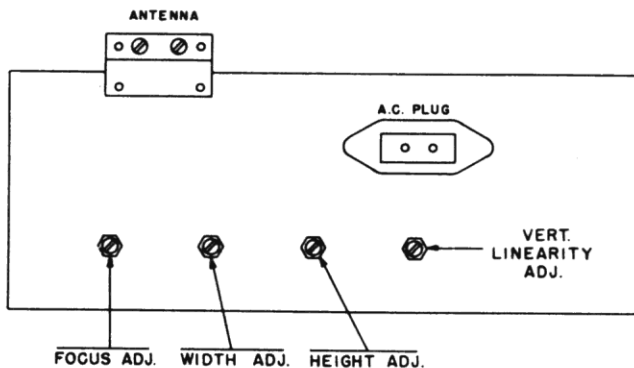 ANTENNA
A.C. PLUG
VERT.
LINEARITY
ADJ.
FOCUS ADJ.
WIDTH ADJ.
HEIGHT ADJ.